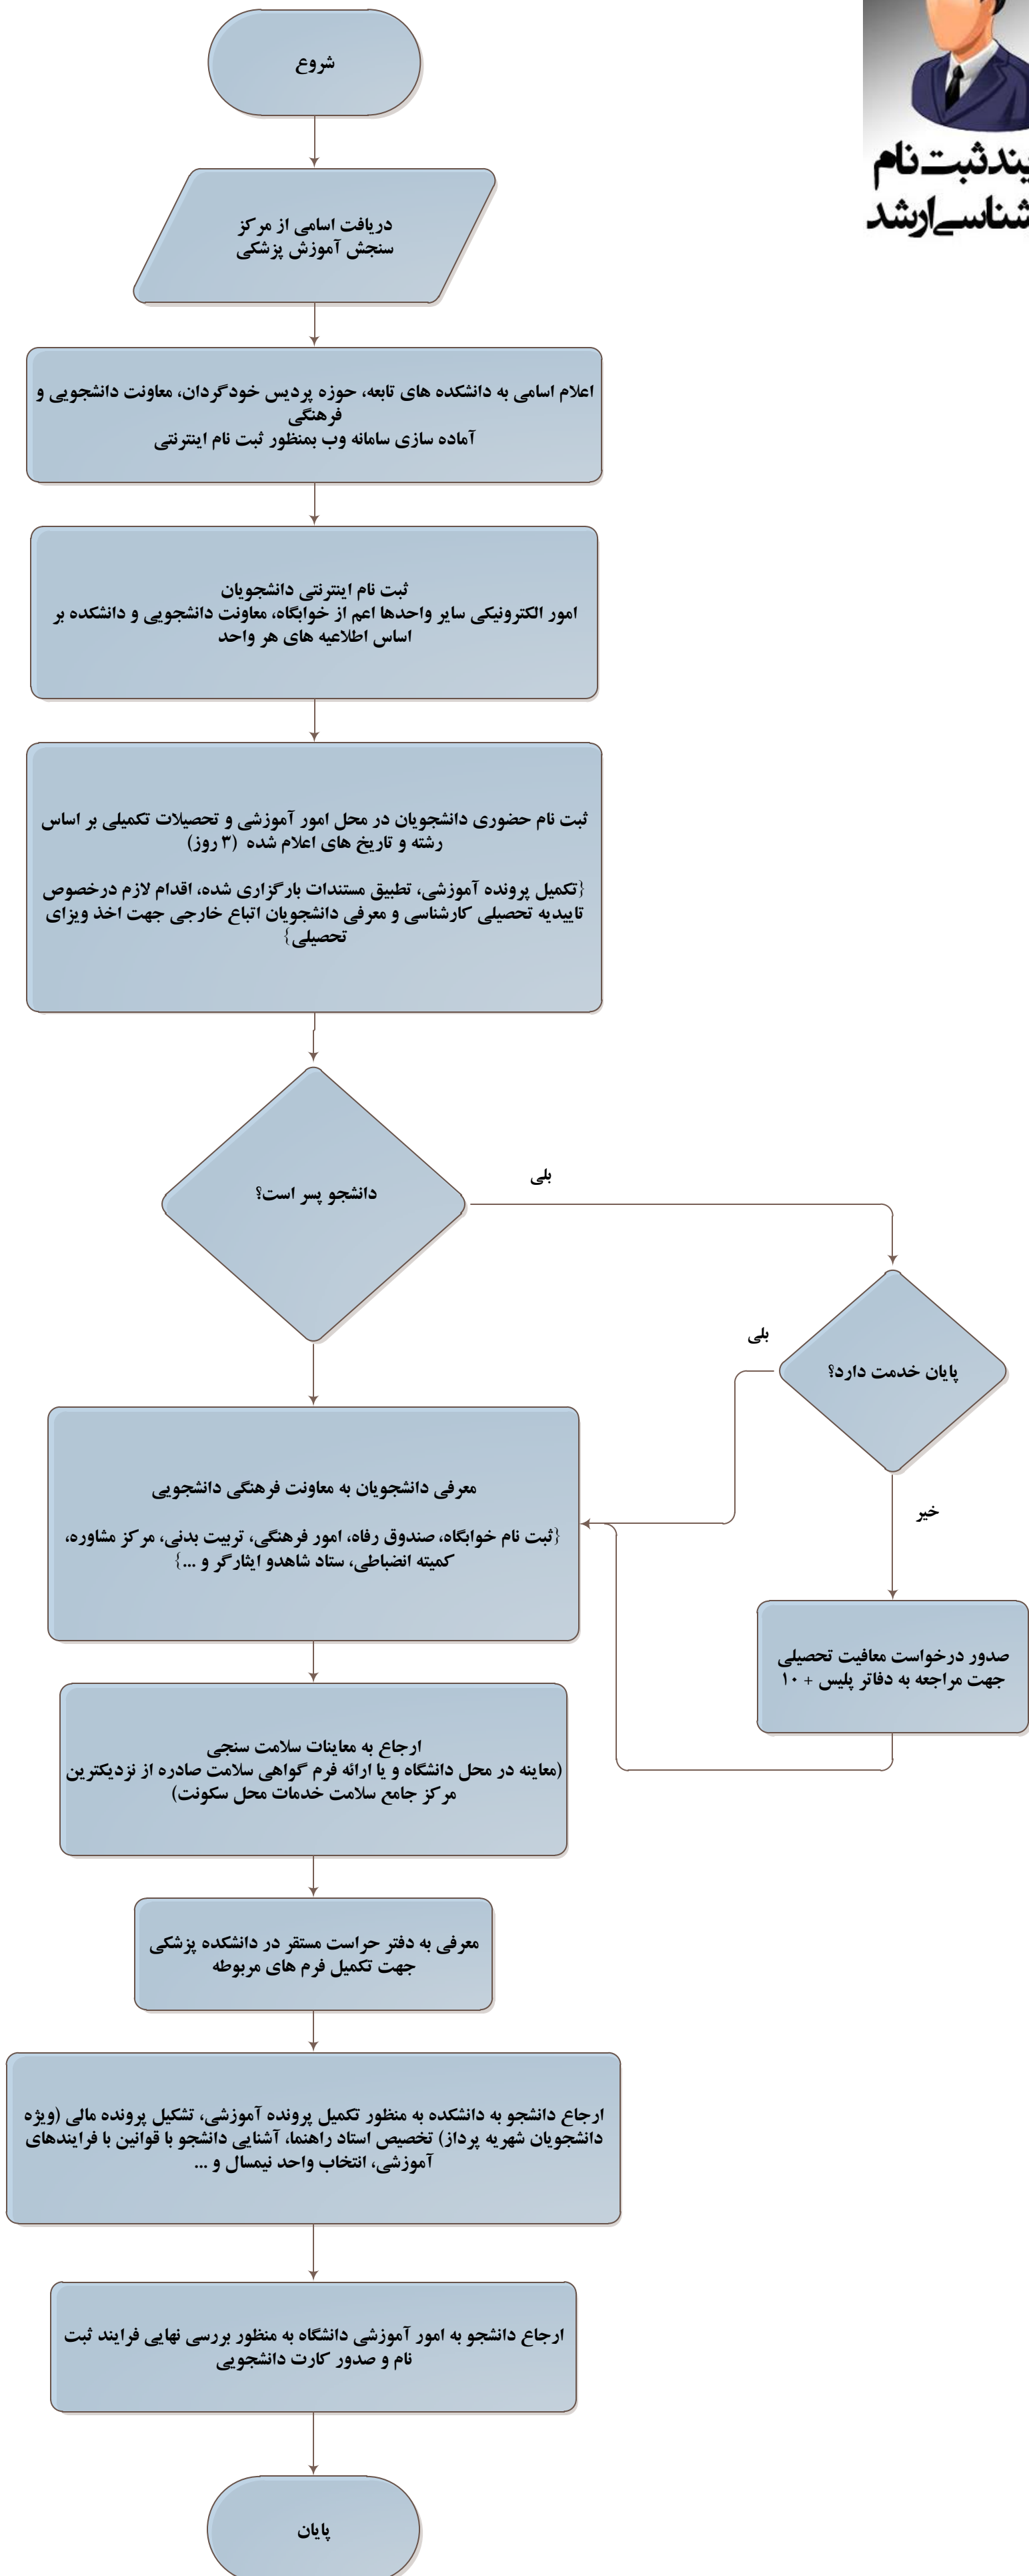 شروع
یند ثبت نام
شناسی ارشد
دریافت اسامی از مرکز
سنجش آموزش پزشکی
اعلام اسامی به دانشکده های تابعه، حوزه پردیس خودگردان، معاونت دانشجویی و
فرهنگی
آماده سازی سامانه وب بمنظور ثبت نام اینترنتی
ثبت نام اینترنتی دانشجویان
امور الکترونیکی سایر واحدها اعم از خوابگاه، معاونت دانشجویی و دانشکده بر
اساس اطلاعیه های هر واحد
ثبت نام حضوری دانشجویان در محل امور آموزشی و تحصیلات تکمیلی بر اساس
رشته و تاریخ های اعلام شده (۳ روز)
{تکمیل پرونده آموزشی، تطبیق مستندات بارگزاری شده، اقدام لازم درخصوص
تاییدیه تحصیلی کارشناسی و معرفی دانشجویان اتباع خارجی جهت اخذ ویزای
تحصیلی}
دانشجو پسر است؟
بلی
پایان خدمت دارد؟
بلی
خیر
صدور درخواست معافیت تحصیلی
جهت مراجعه به دفاتر پلیس + ۱۰
معرفی دانشجویان به معاونت فرهنگی دانشجویی
{ثبت نام خوابگاه، صندوق رفاه، امور فرهنگی، تربیت بدنی، مرکز مشاوره،
کمیته انضباطی، ستاد شاهدو ایثارگر و ...}
ارجاع به معاینات سلامت سنجی
(معاینه در محل دانشگاه و یا ارائه فرم گواهی سلامت صادره از نزدیکترین
مرکز جامع سلامت خدمات محل سکونت)
معرفی به دفتر حراست مستقر در دانشکده پزشکی
جهت تکمیل فرم های مربوطه
ارجاع دانشجو به دانشکده به منظور تکمیل پرونده آموزشی، تشکیل پرونده مالی (ویژه
دانشجویان شهریه پرداز) تخصیص استاد راهنما، آشنایی دانشجو با قوانین با فرایندهای
آموزشی، انتخاب واحد نیمسال و ...
ارجاع دانشجو به امور آموزشی دانشگاه به منظور بررسی نهایی فرایند ثبت
نام و صدور کارت دانشجویی
پایان